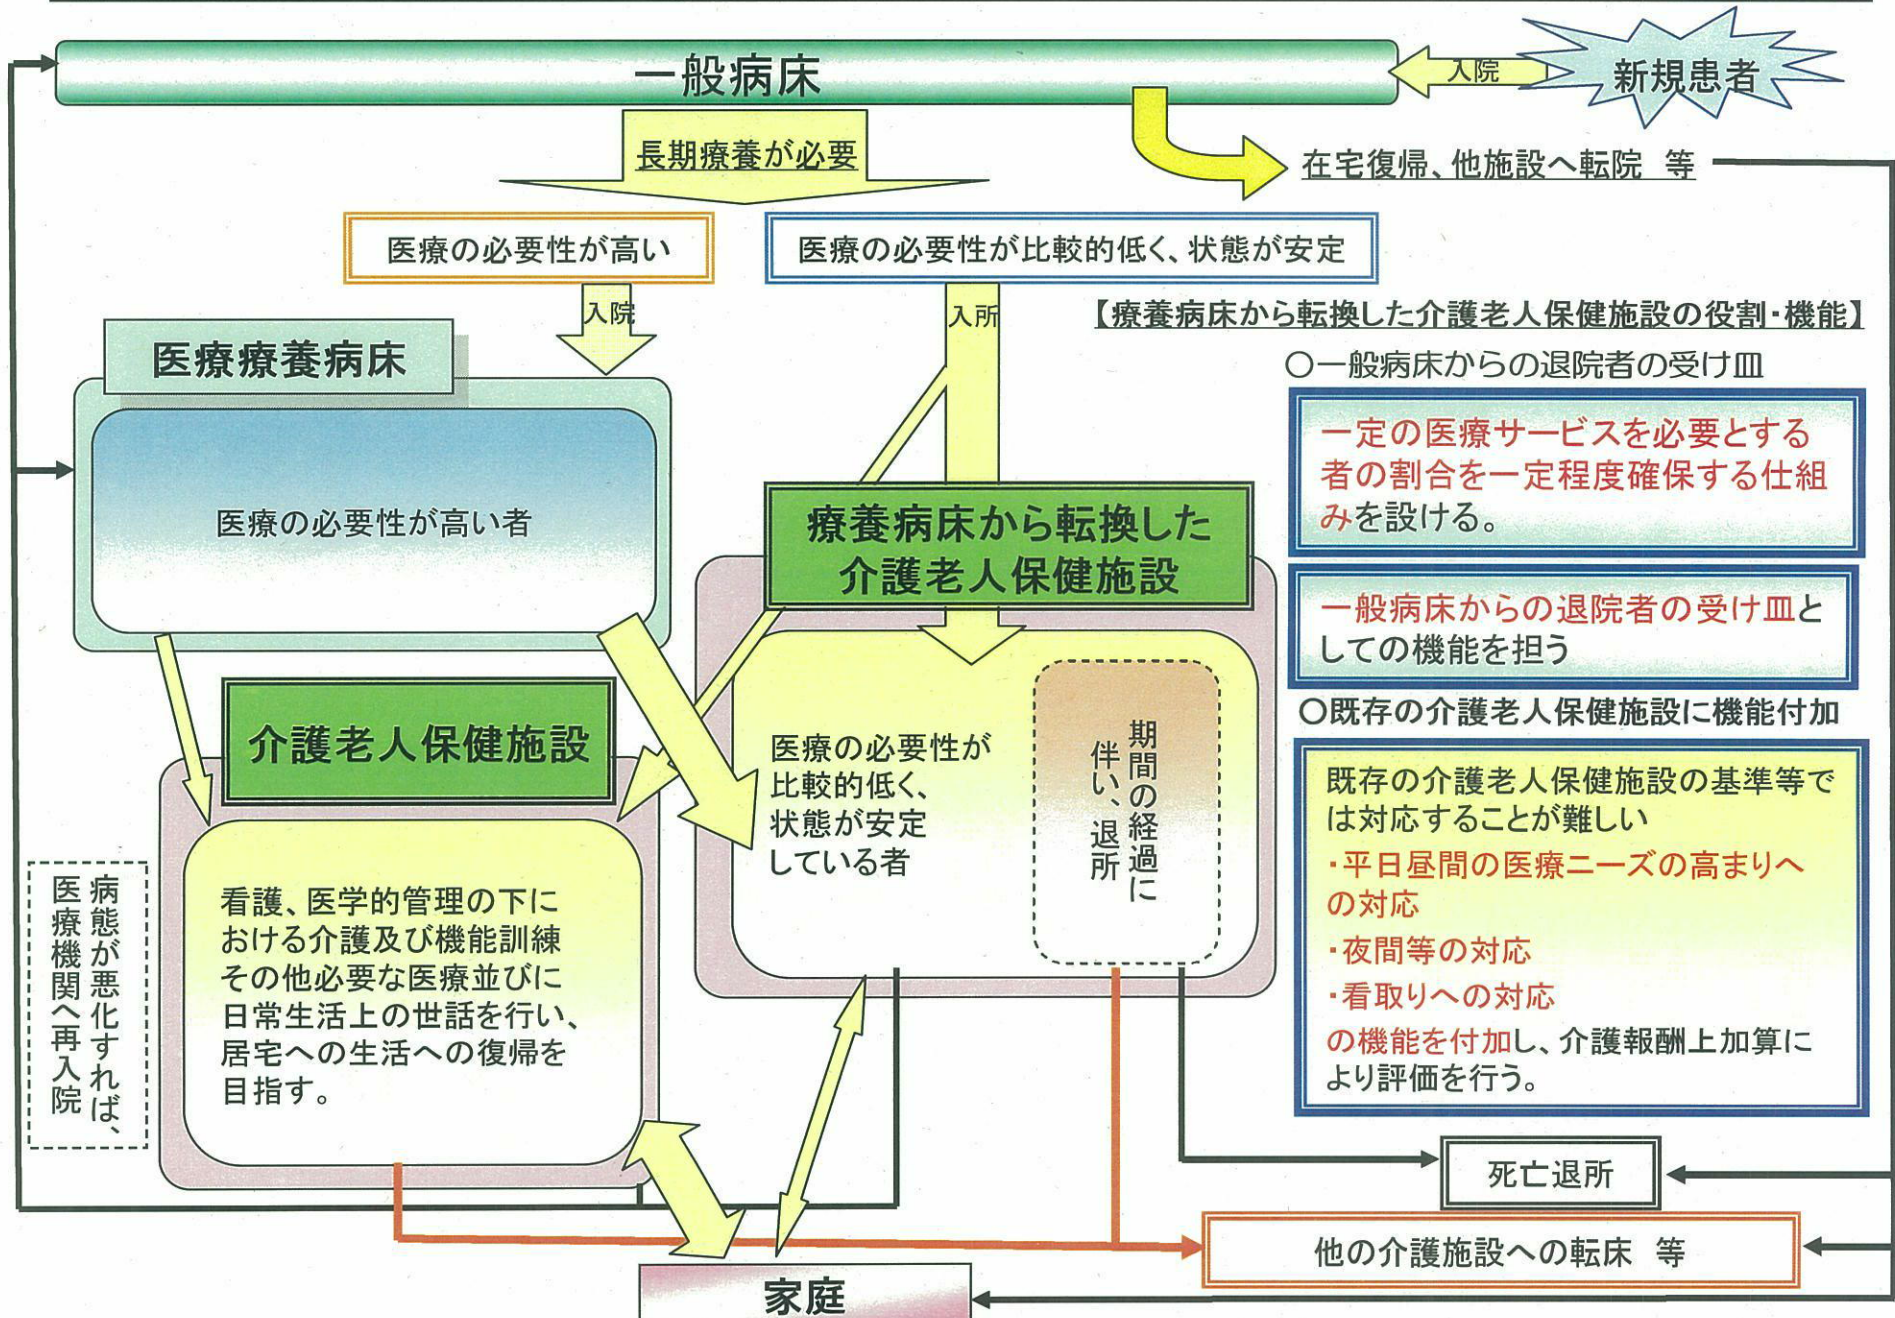 一般病床
入院
新規患者
長期療養が必要
在宅復帰、他施設へ転院　等
医療の必要性が高い
医療の必要性が比較的低く、状態が安定
入院
入所
【療養病床から転換した介護老人保健施設の役割・機能】
医療療養病床
医療の必要性が高い者
○一般病床からの退院者の受け皿
一定の医療サービスを必要とする
者の割合を一定程度確保する仕組
みを設ける。
一般病床からの退院者の受け皿と
しての機能を担う
○既存の介護老人保健施設に機能付加
既存の介護老人保健施設の基準等で
は対応することが難しい
・平日昼間の医療ニーズの高まりへ
の対応
・夜間等の対応
・看取りへの対応
の機能を付加し、介護報酬上加算に
より評価を行う。
療養病床から転換した
介護老人保健施設
医療の必要性が
比較的低く、
状態が安定
している者
期間の経過に
伴い、退所
介護老人保健施設
看護、医学的管理の下に
おける介護及び機能訓練
その他必要な医療並びに
日常生活上の世話を行い、
居宅への生活への復帰を
目指す。
病態が悪化すれば、
医療機関へ再入院
死亡退所
他の介護施設への転床　等
家庭